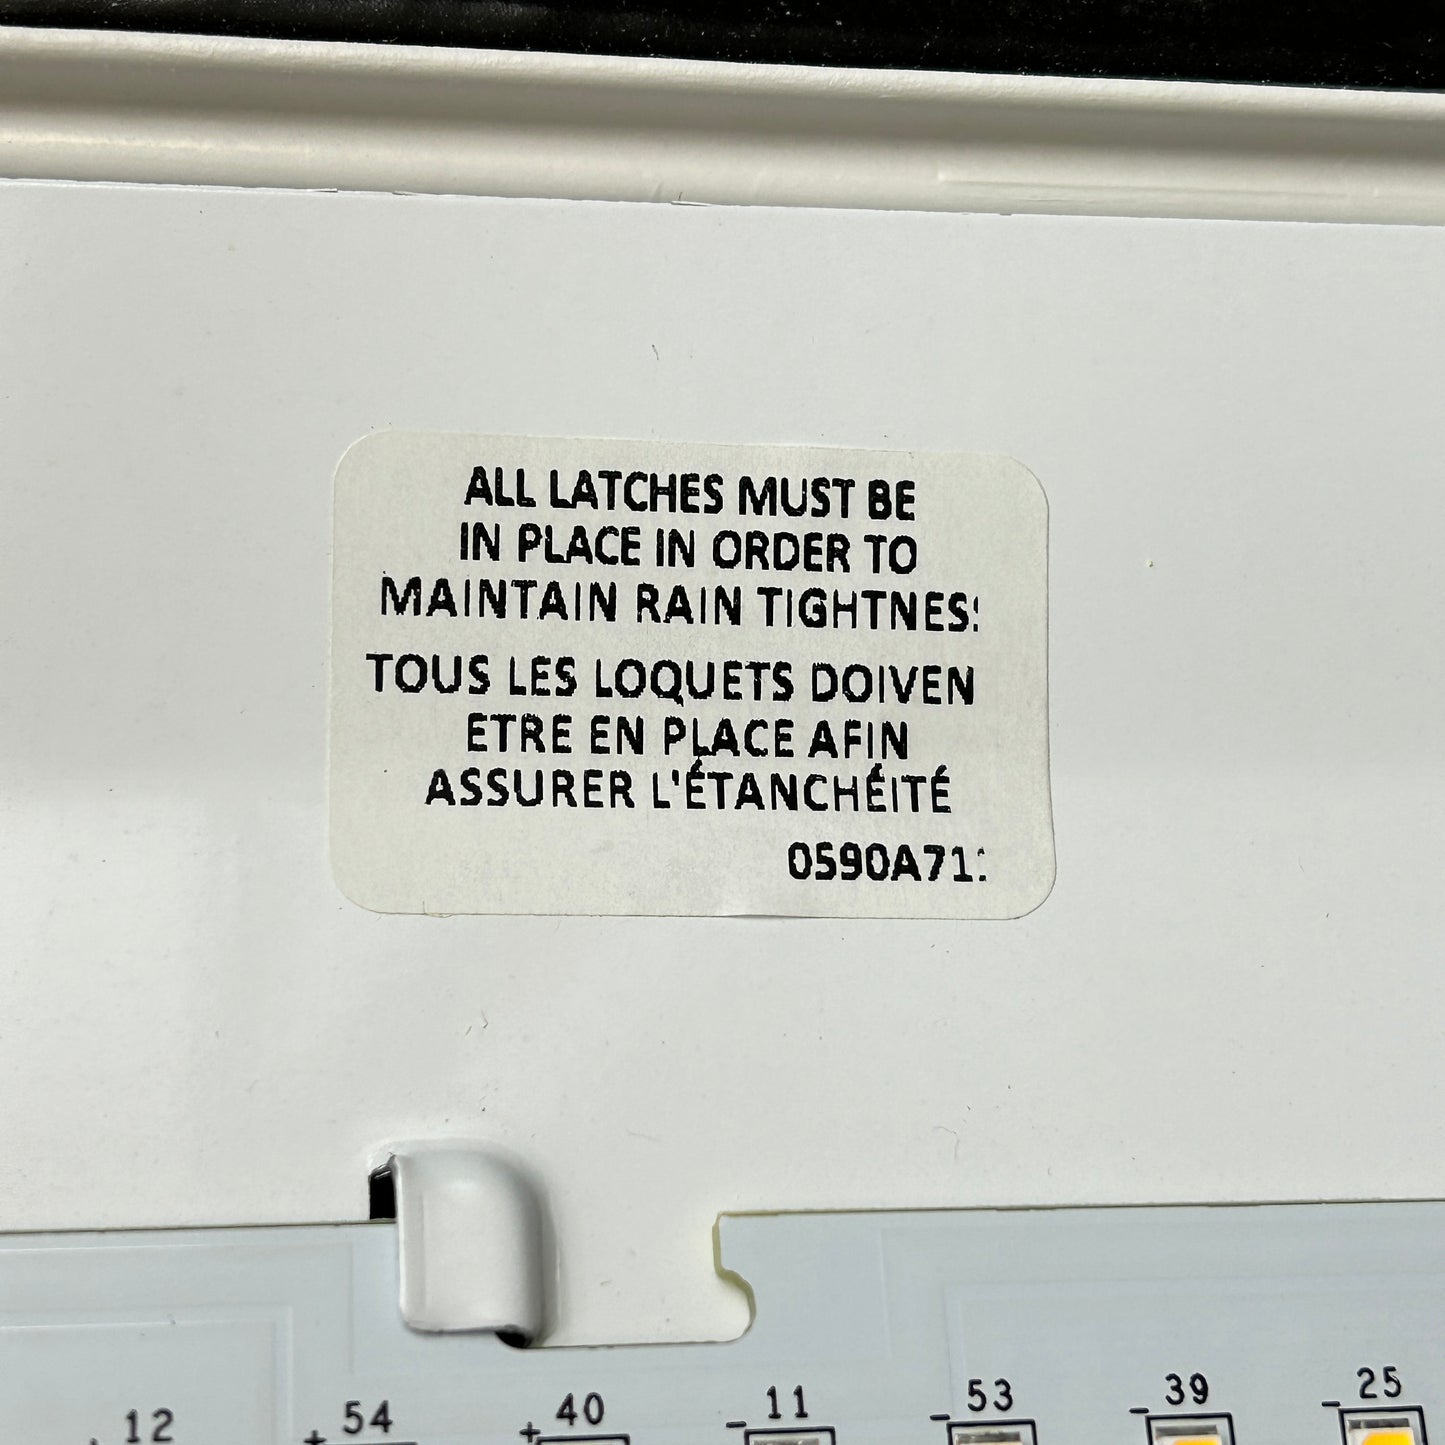 ALL LATCHES MUST BE
IN PLACE IN ORDER TO
MAINTAIN RAIN TIGHTNES
TOUS LES LOQUETS DOIVEN
ETRE EN PLACE AFIN
ASSURER L'ÉTANCHÉITÉ
0590A71
12 +54 +40 -11 -53 -39 -25